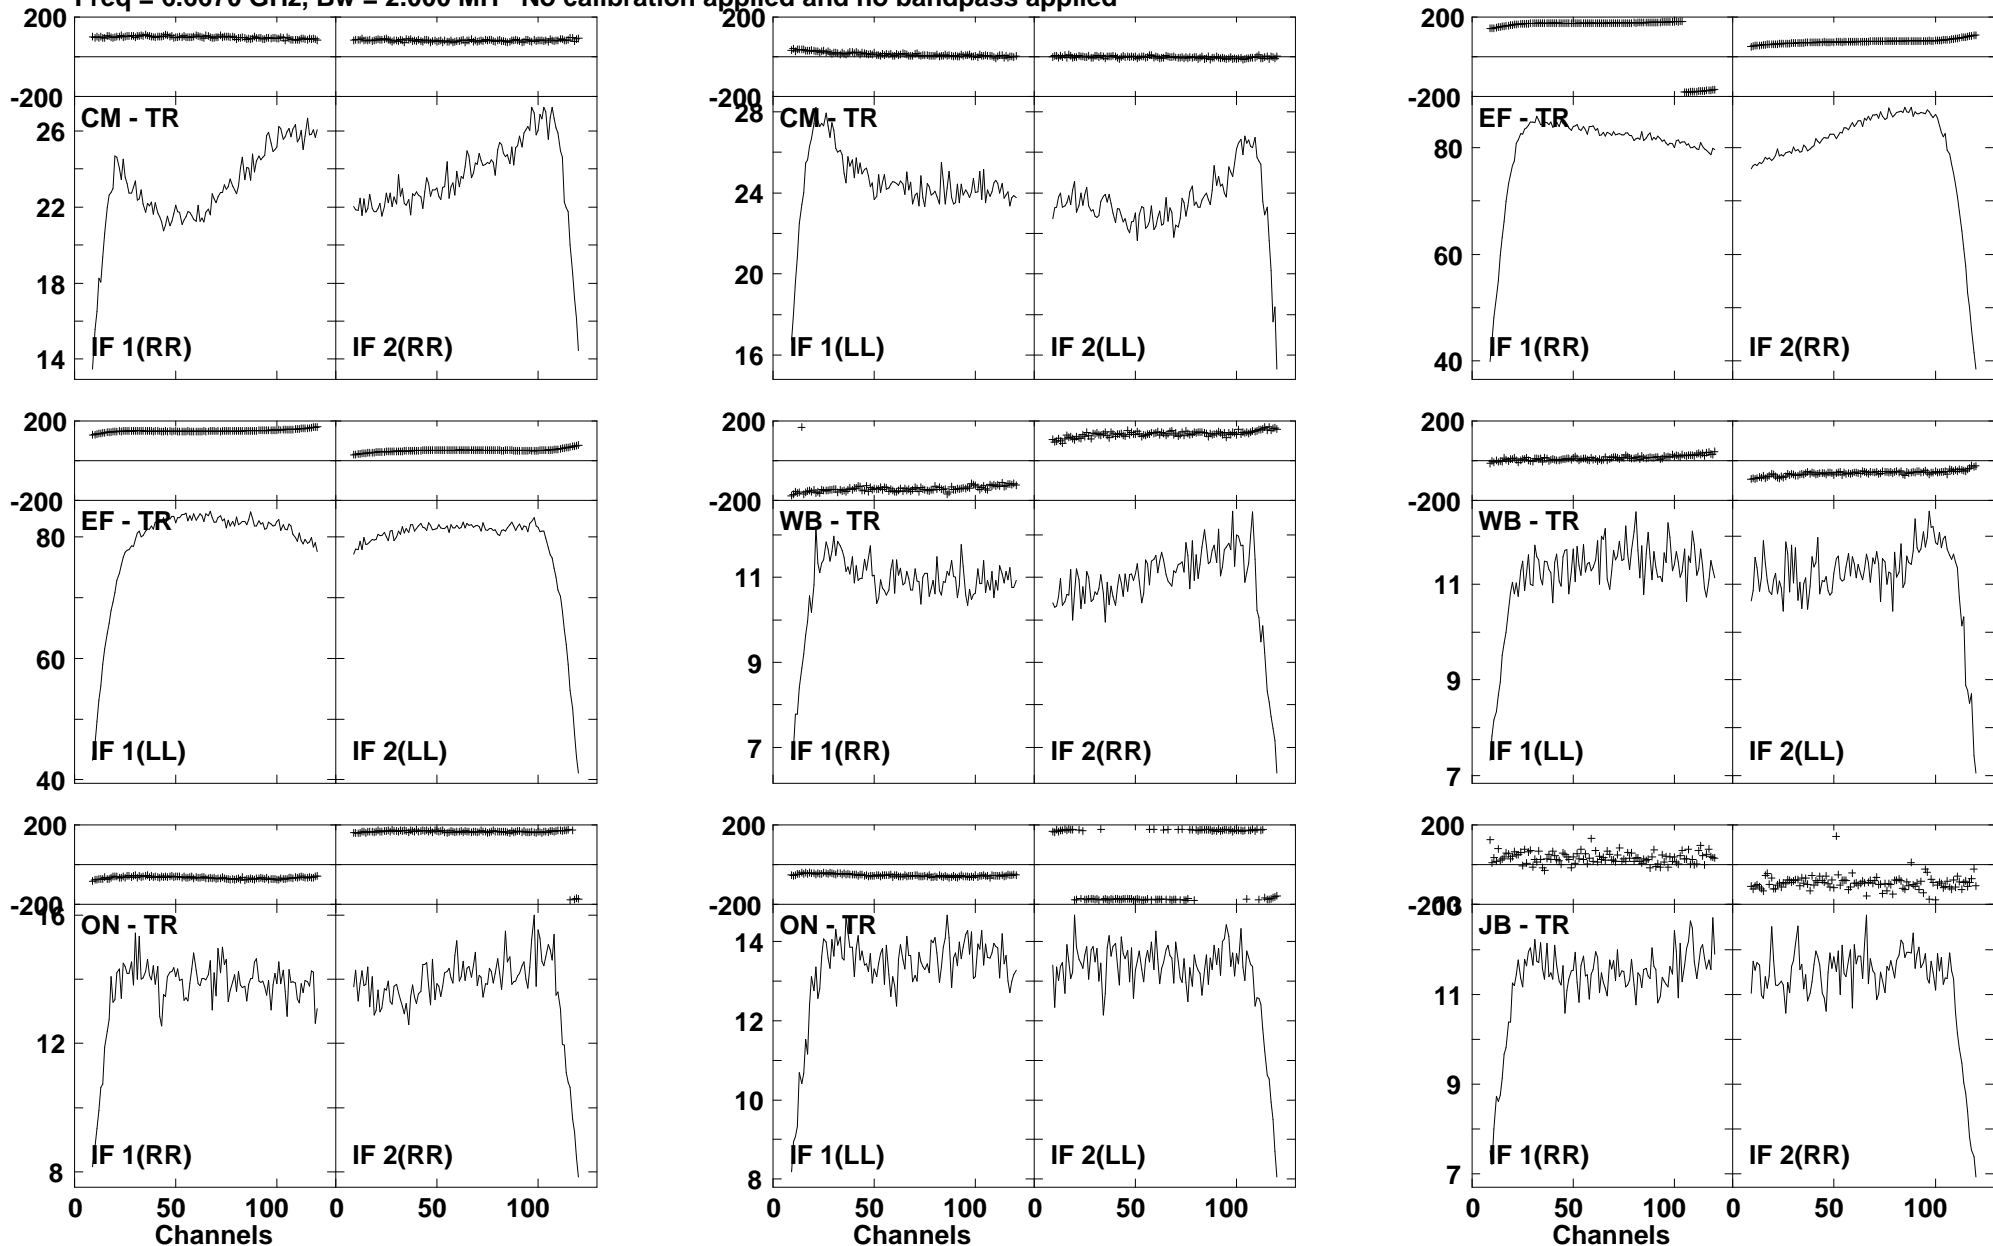 Freq = 6.6670 GHz, Bw = 2.000 MH No calibration applied and no bandpass applied
200
-200
CM - TR
26
22
18
14
IF 1(RR)
IF 2(RR)
-200
28
CM - TR
24
20
16
IF 1(LL)
IF 2(LL)
200
-200
EF - TR
80
60
40
IF 1(RR)
IF 2(RR)
200
-200
EF - TR
80
60
40
IF 1(LL)
IF 2(LL)
200
-200
WB - TR
11
9
7
IF 1(RR)
IF 2(RR)
200
-200
WB - TR
11
9
7
IF 1(LL)
IF 2(LL)
200
-200
16
ON - TR
12
8
IF 1(RR)
IF 2(RR)
0 50 100 0 50 100
Channels
200
-200
ON - TR
14
12
10
8
IF 1(LL)
IF 2(LL)
0 50 100 0 50 100
Channels
200
-200
13
JB - TR
11
9
7
IF 1(RR)
IF 2(RR)
0 50 100 0 50 100
Channels